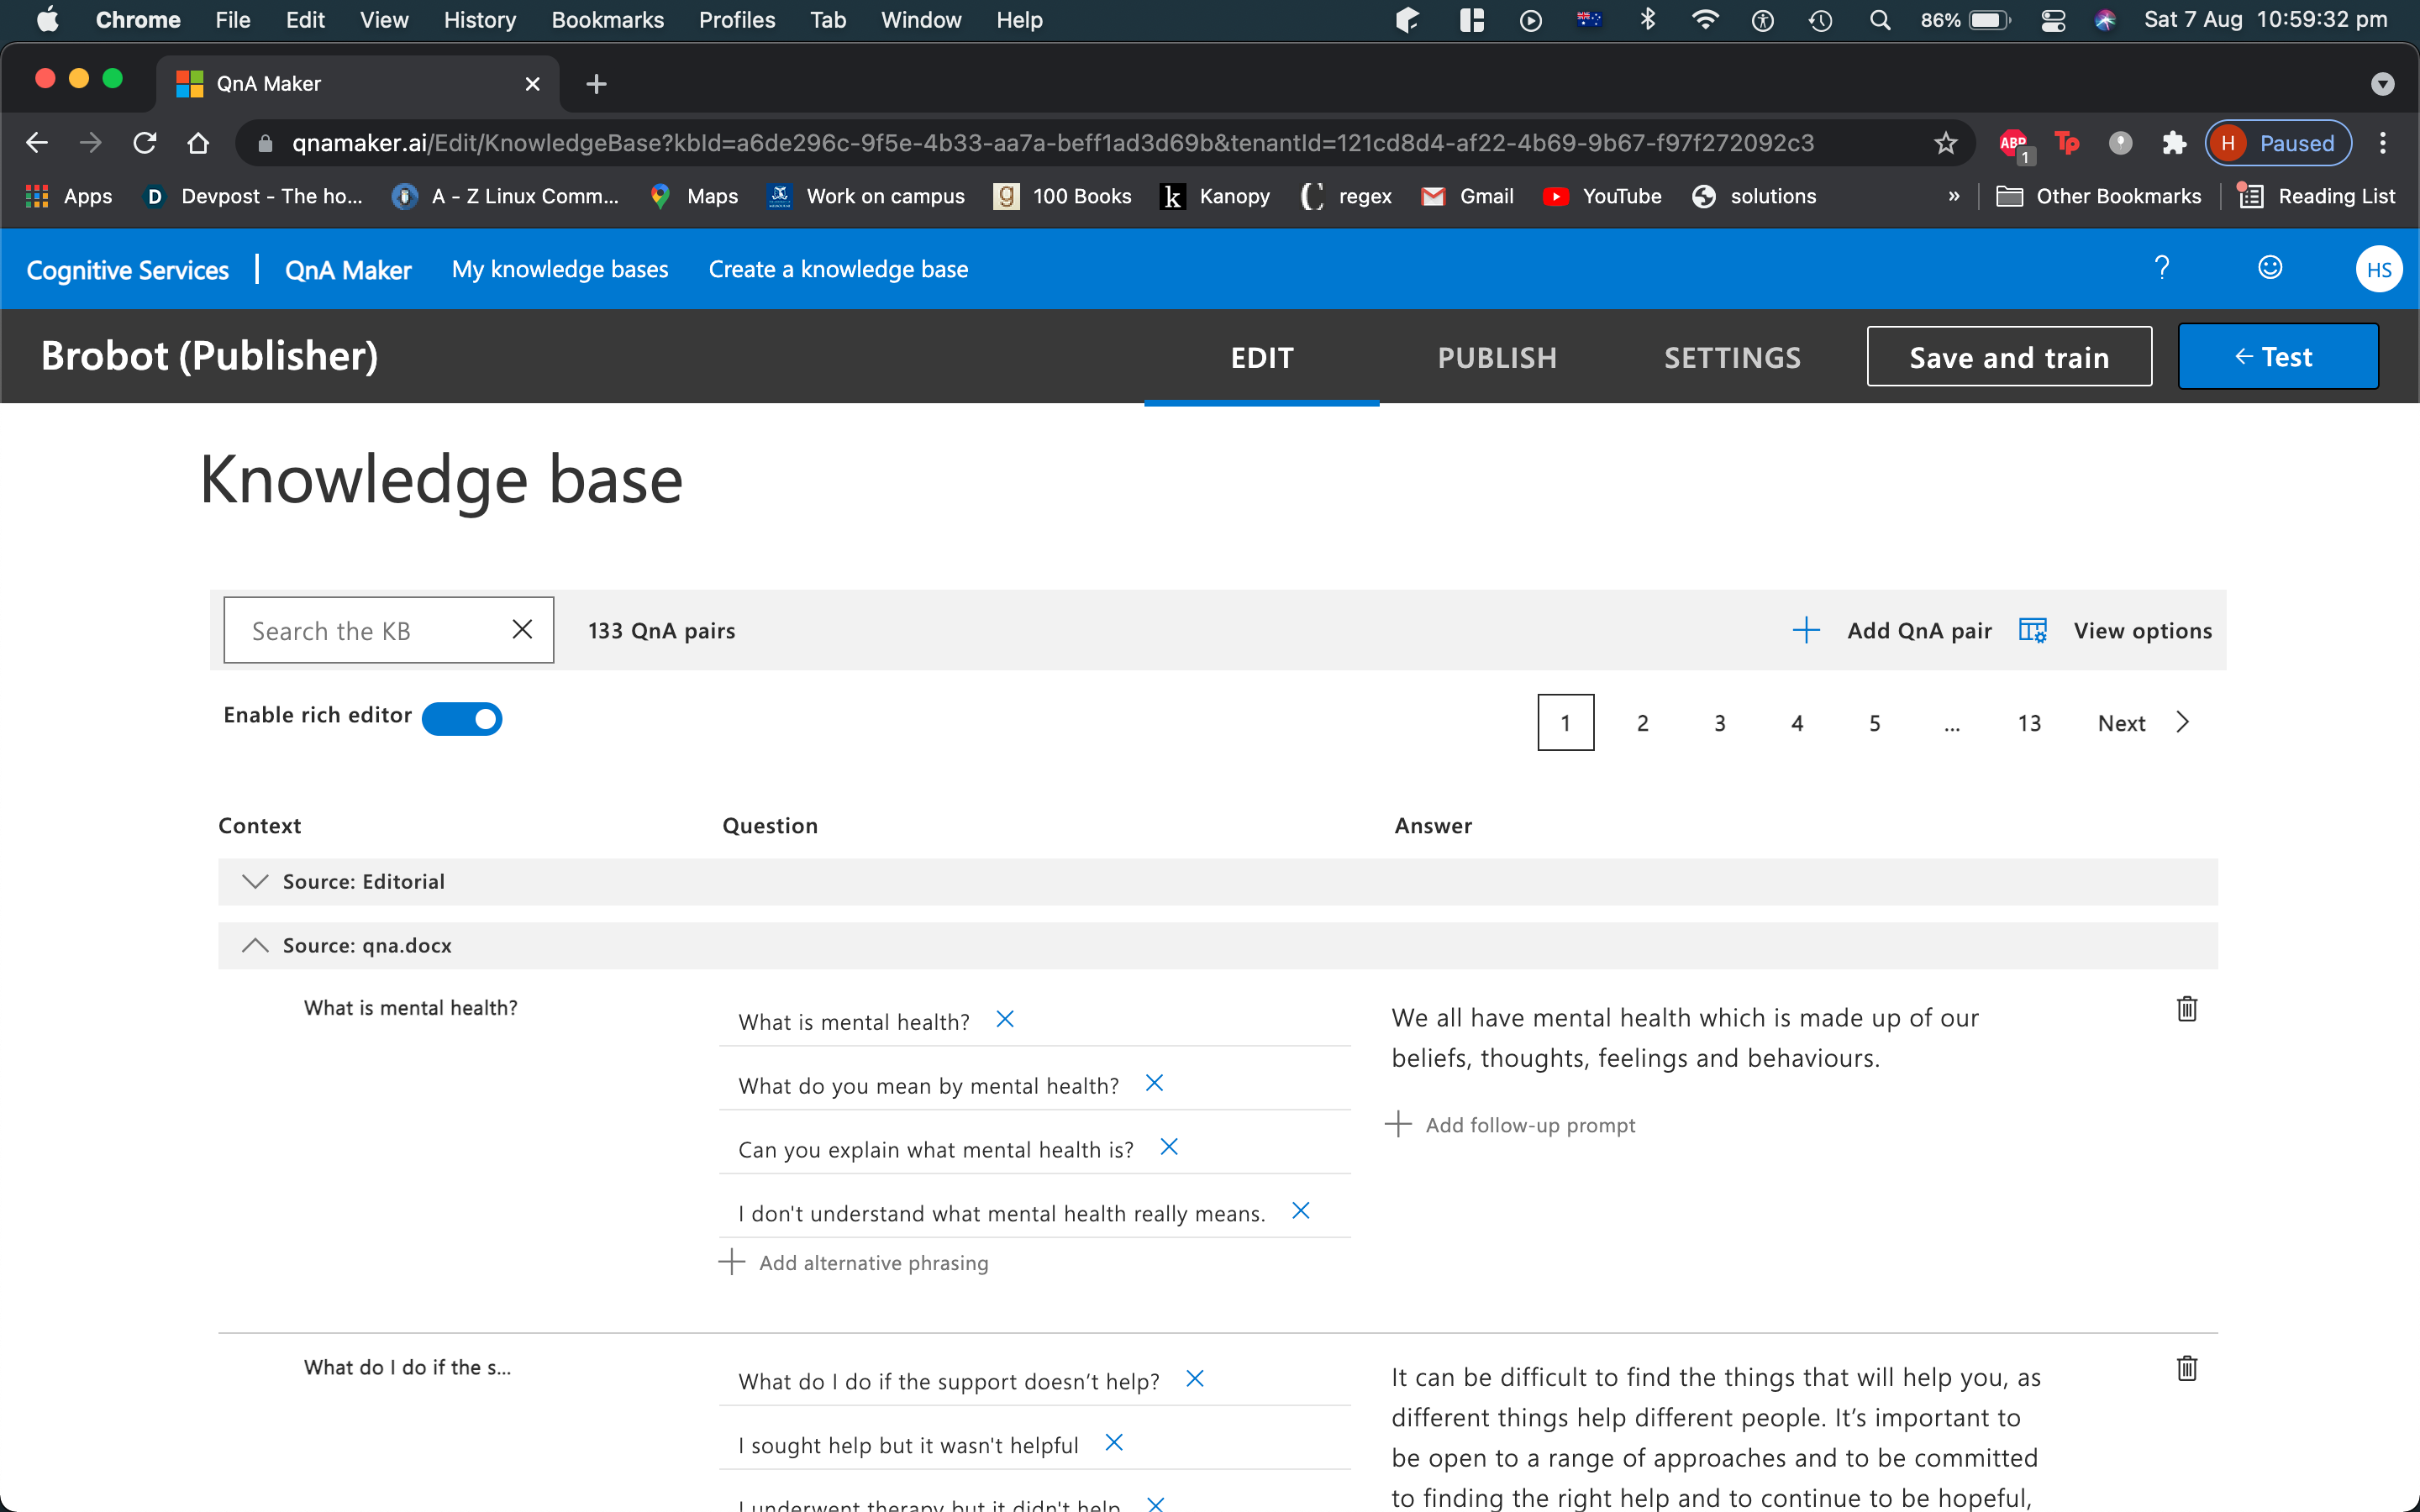 Chrome File Edit View History Bookmarks Profiles Tab Window Help 86% Sat 7 Aug 10:59:32 pm
QnA Maker
qnamaker.ai/Edit/KnowledgeBase?kbId=a6de296c-9f5e-4b33-aa7a-beff1ad3d69b&tenantId=121cd8d4-af22-4b69-9b67-f97f272092c3 ABP 1 Tp H Paused
Apps D Devpost - The ho... A - Z Linux Comm... Maps Work on campus g 100 Books k Kanopy regex Gmail YouTube solutions » Other Bookmarks Reading List
Cognitive Services | QnA Maker My knowledge bases Create a knowledge base ? HS
Brobot (Publisher) EDIT PUBLISH SETTINGS Save and train ← Test
Knowledge base
Search the KB 133 QnA pairs Add QnA pair View options
Enable rich editor 1 2 3 4 5 ... 13 Next
Context Question Answer
Source: Editorial
Source: qna.docx
What is mental health?
What is mental health?
What do you mean by mental health?
Can you explain what mental health is?
I don't understand what mental health really means.
Add alternative phrasing
We all have mental health which is made up of our
beliefs, thoughts, feelings and behaviours.
Add follow-up prompt
What do I do if the s...
What do I do if the support doesn’t help?
I sought help but it wasn't helpful
I underwent therapy but it didn't help
It can be difficult to find the things that will help you, as
different things help different people. It’s important to
be open to a range of approaches and to be committed
to finding the right help and to continue to be hopeful,